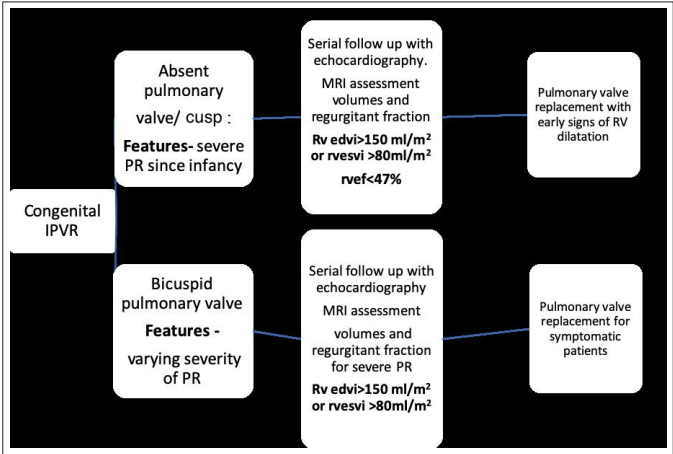 Congenital
IPVR
Absent
pulmonary
valve/ cusp :
Features- severe
PR since infancy
Serial follow up with
echocardiography.
MRI assessment
volumes and
regurgitant fraction
Rv edvi>150 ml/m²
or rvesvi >80ml/m²
rvef<47%
Pulmonary valve
replacement with
early signs of RV
dilatation
Bicuspid
pulmonary valve
Features -
varying severity
of PR
Serial follow up with
echocardiography
MRI assessment
volumes and
regurgitant fraction
for severe PR
Rv edvi>150 ml/m²
or rvesvi >80ml/m²
Pulmonary valve
replacement for
symptomatic
patients